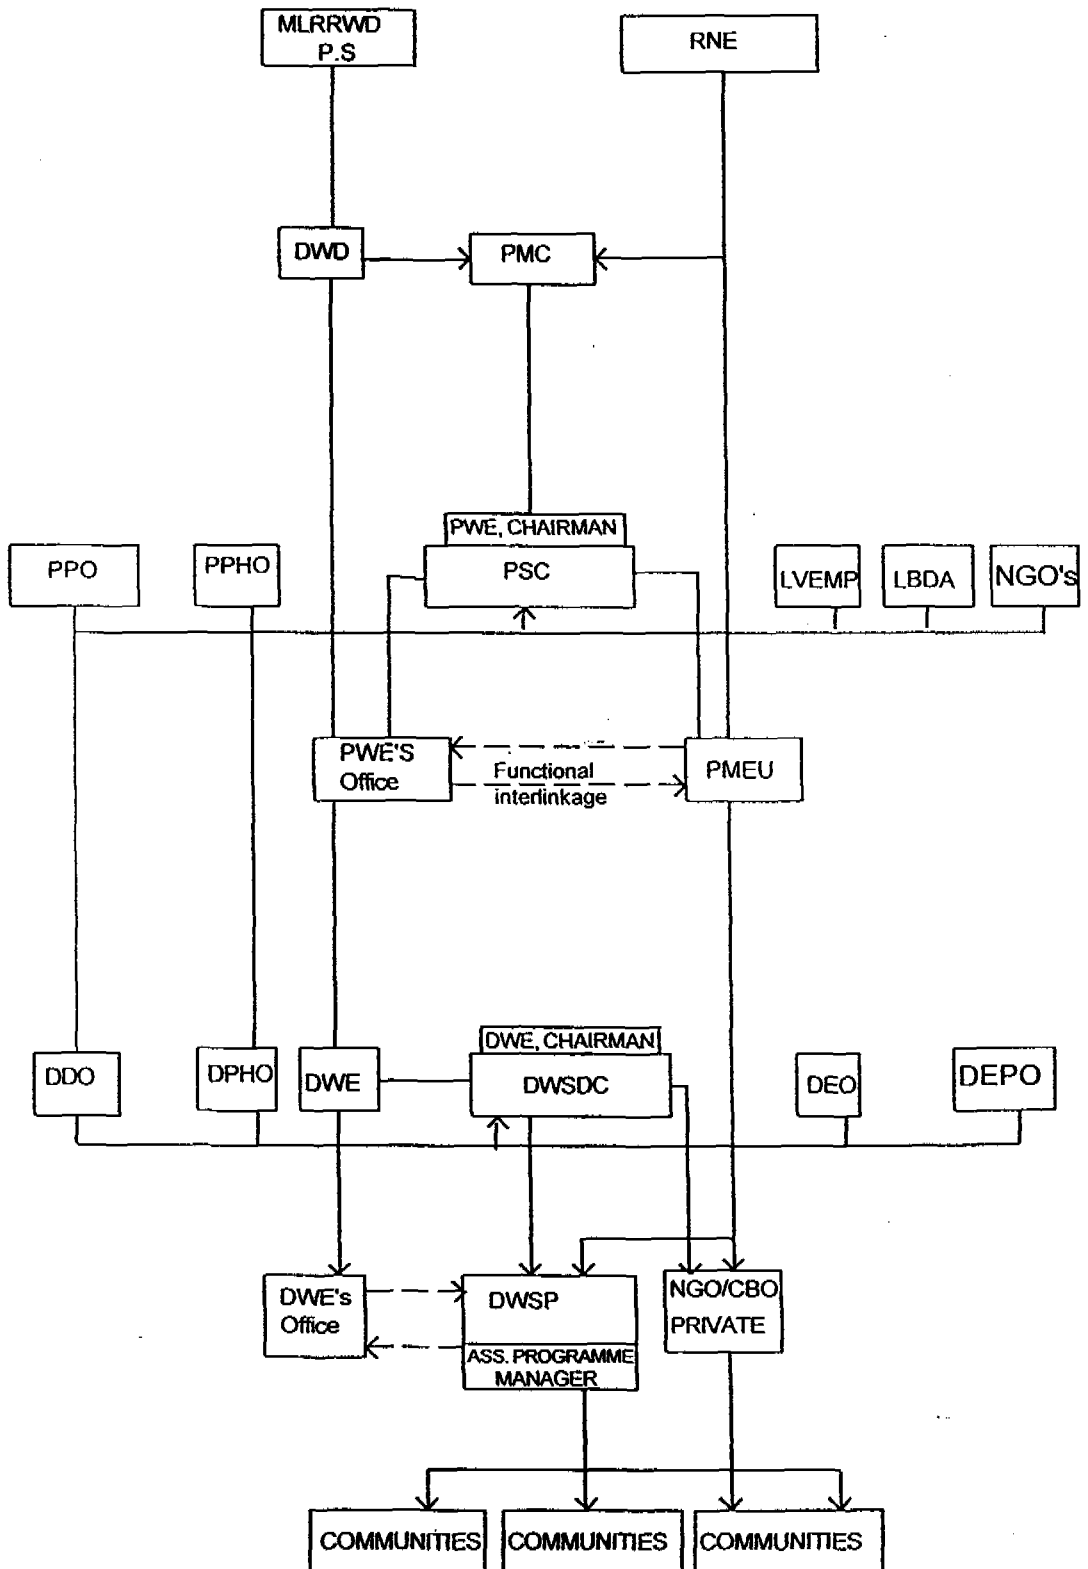 MLRRWD
P.S
RNE
DWD
PMC
PWE, CHAIRMAN
PPO
PPHO
PSC
LVEMP
LBDA
NGO's
PWE'S
Office
Functional
interlinkage
PMEU
DWE, CHAIRMAN
DDO
DPHO
DWE
DWSDC
DEO
DEPO
DWE's
Office
DWSP
ASS. PROGRAMME
MANAGER
NGO/CBO
PRIVATE
COMMUNITIES
COMMUNITIES
COMMUNITIES